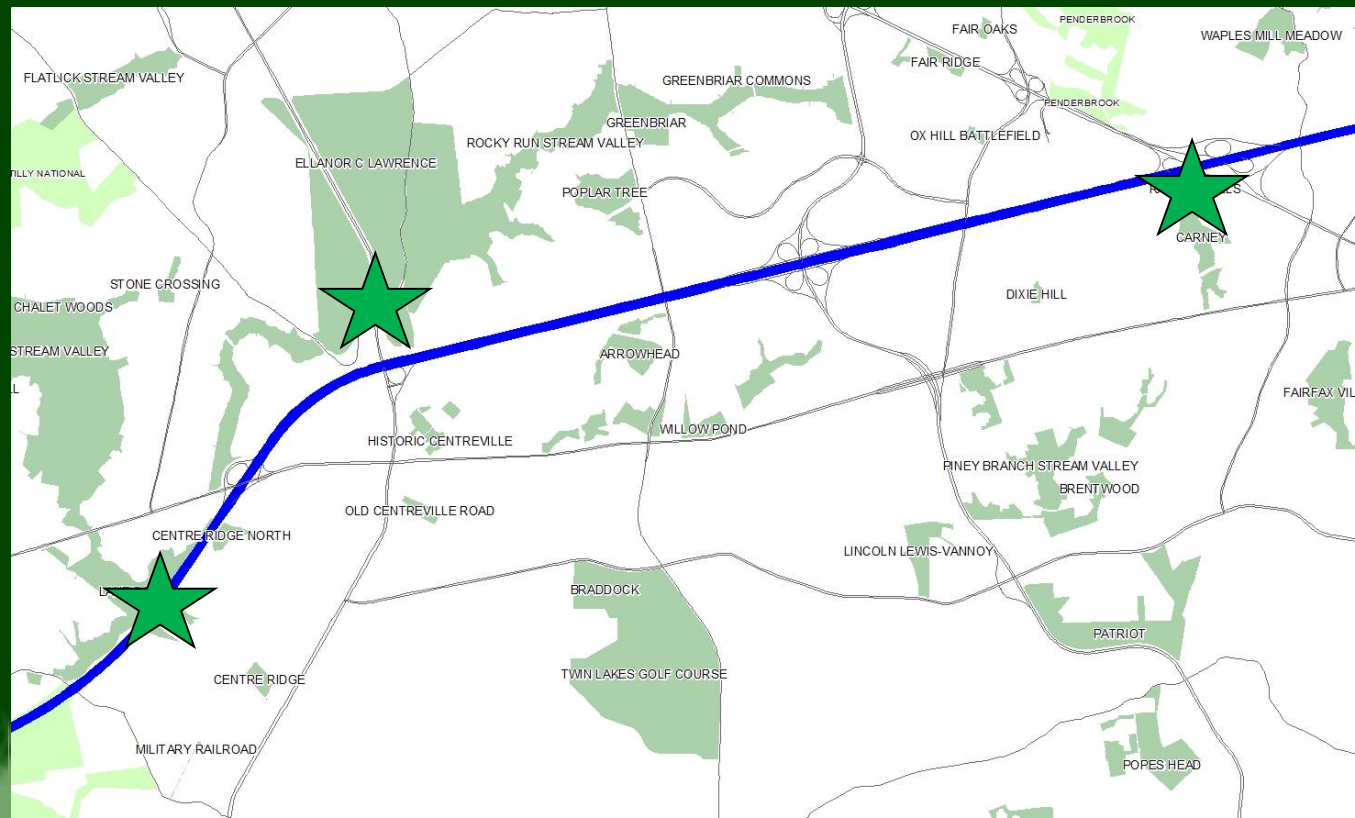 PENDERBROOK
FAIR OAKS
WAPLES MILL MEADOW
FAIR RIDGE
FLATLICK STREAM VALLEY
GREENBRIAR COMMONS
PENDERBROOK
GREENBRIAR
OX HILL BATTLEFIELD
ROCKY RUN STREAM VALLEY
ELLANOR C LAWRENCE
TILLY NATIONAL
POPLAR TREE
CARNEY
STONE CROSSING
DIXIE HILL
CHALET WOODS
STREAM VALLEY
ARROWHEAD
LL
FAIRFAX VIL
WILLOW POND
HISTORIC CENTREVILLE
PINEY BRANCH STREAM VALLEY
BRENTWOOD
OLD CENTREVILLE ROAD
CENTRE RIDGE NORTH
LINCOLN LEWIS-VANNOY
BRADDOCK
PATRIOT
TWIN LAKES GOLF COURSE
CENTRE RIDGE
MILITARY RAILROAD
POPES HEAD